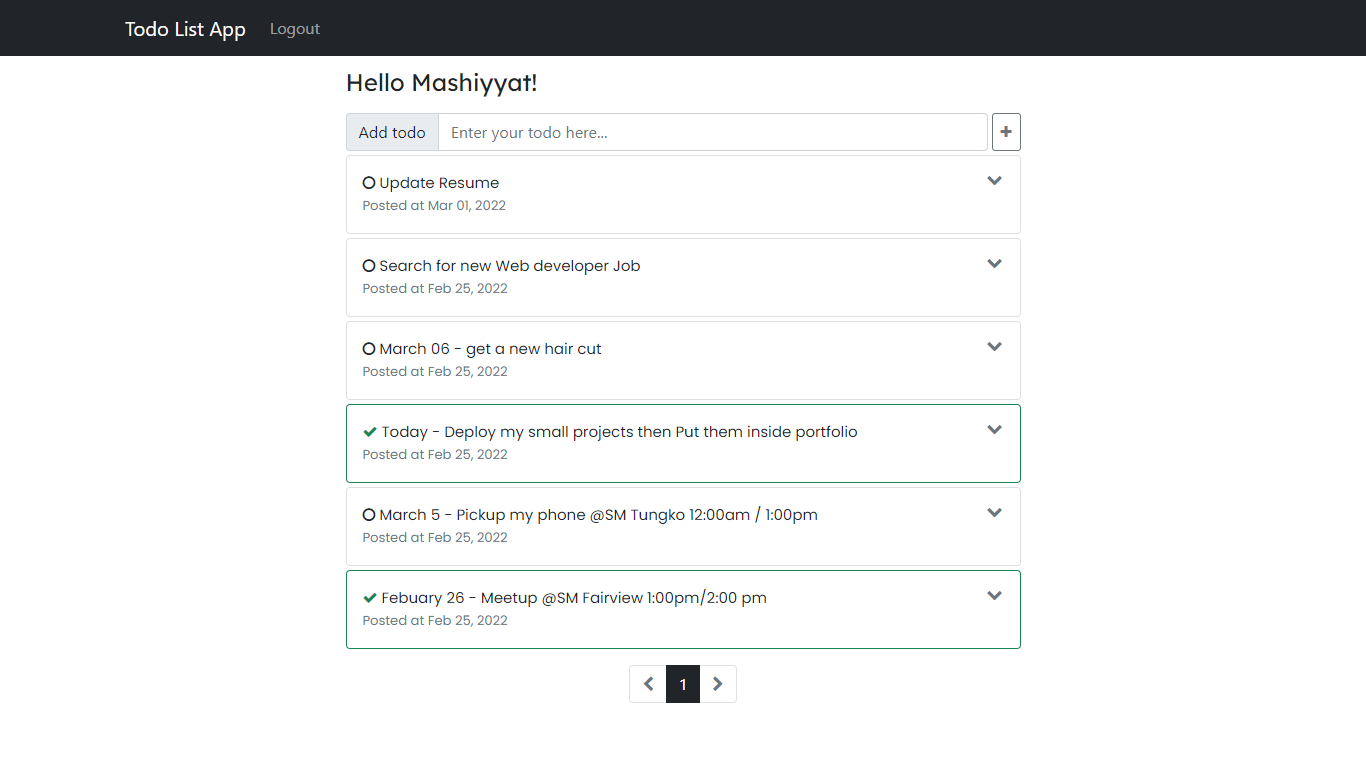 Todo List App Logout
Hello Mashiyyat!
Add todo Enter your todo here...
Update Resume
Posted at Mar 01, 2022
Search for new Web developer Job
Posted at Feb 25, 2022
March 06 - get a new hair cut
Posted at Feb 25, 2022
Today - Deploy my small projects then Put them inside portfolio
Posted at Feb 25, 2022
March 5 - Pickup my phone @SM Tungko 12:00am / 1:00pm
Posted at Feb 25, 2022
Febuary 26 - Meetup @SM Fairview 1:00pm/2:00 pm
Posted at Feb 25, 2022
1